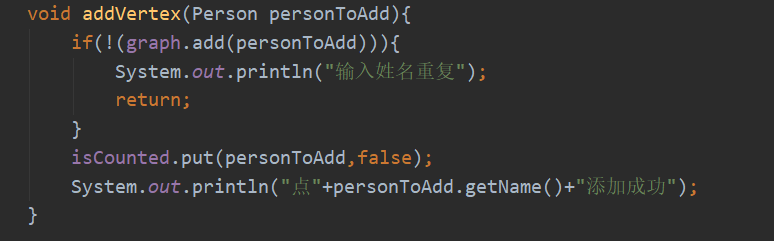 void addVertex(Person personToAdd){
if(!(graph.add(personToAdd))){
System.out.println("输入姓名重复");
return;
}
isCounted.put(personToAdd,false);
System.out.println("点"+personToAdd.getName()+"添加成功");
}